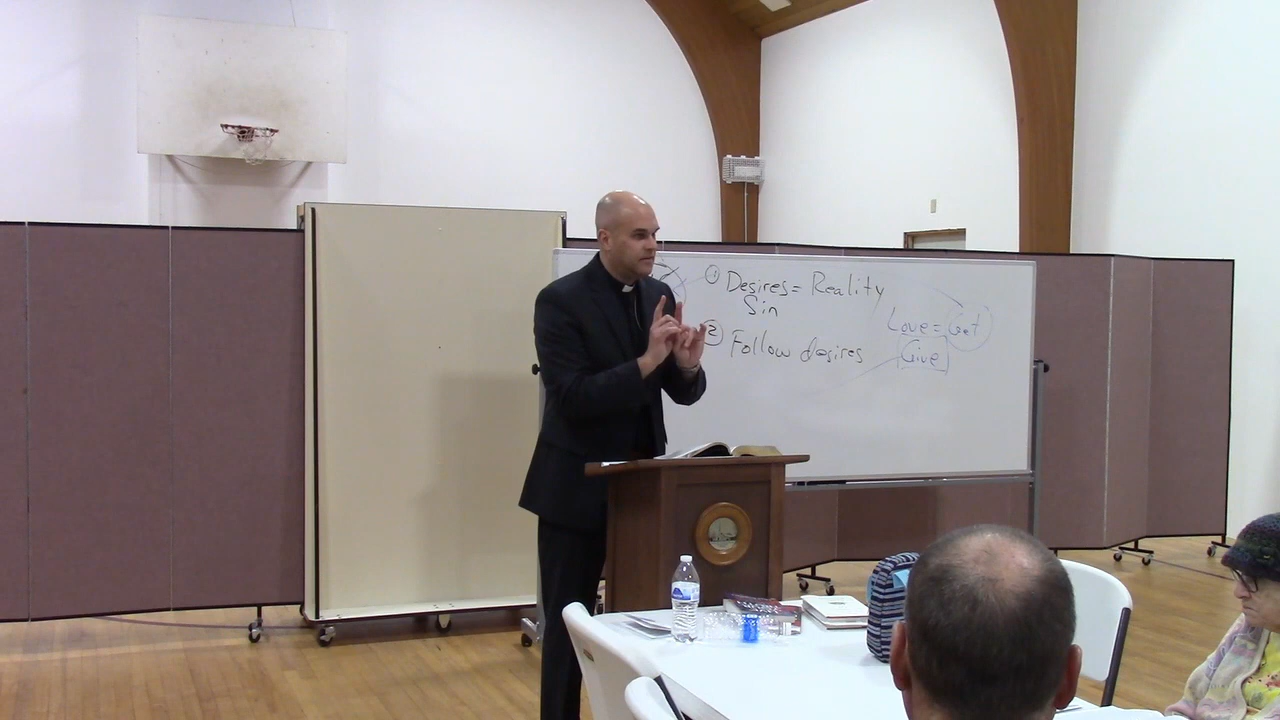 ① Desires = Reality
Sin
② Follow desires
Love = Get
Give